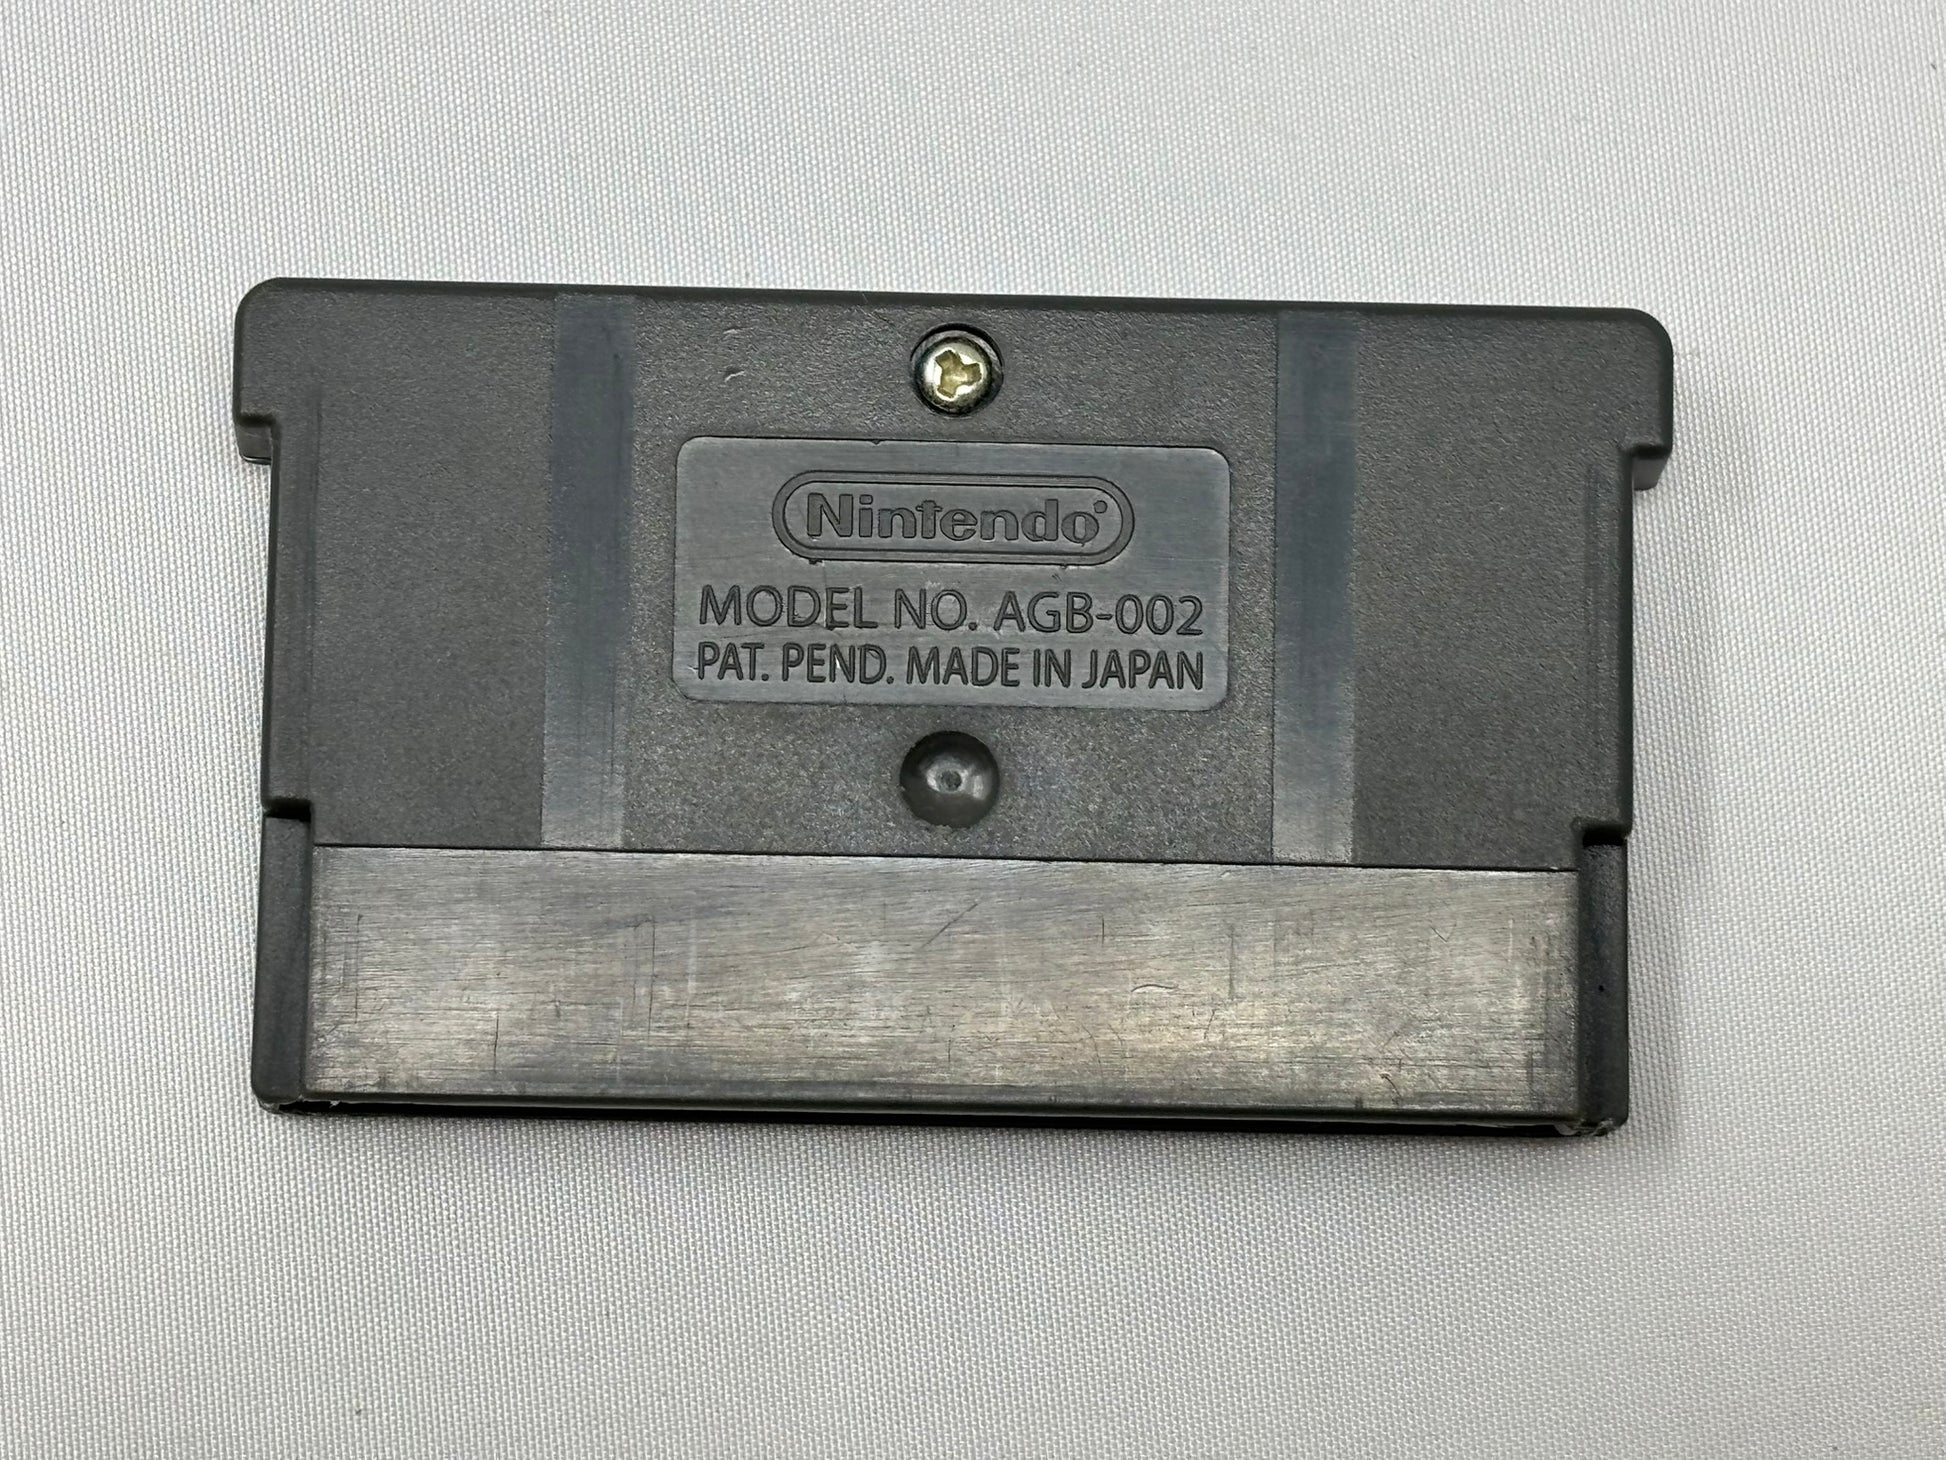 Nintendo
MODEL NO. AGB-002
PAT. PEND. MADE IN JAPAN